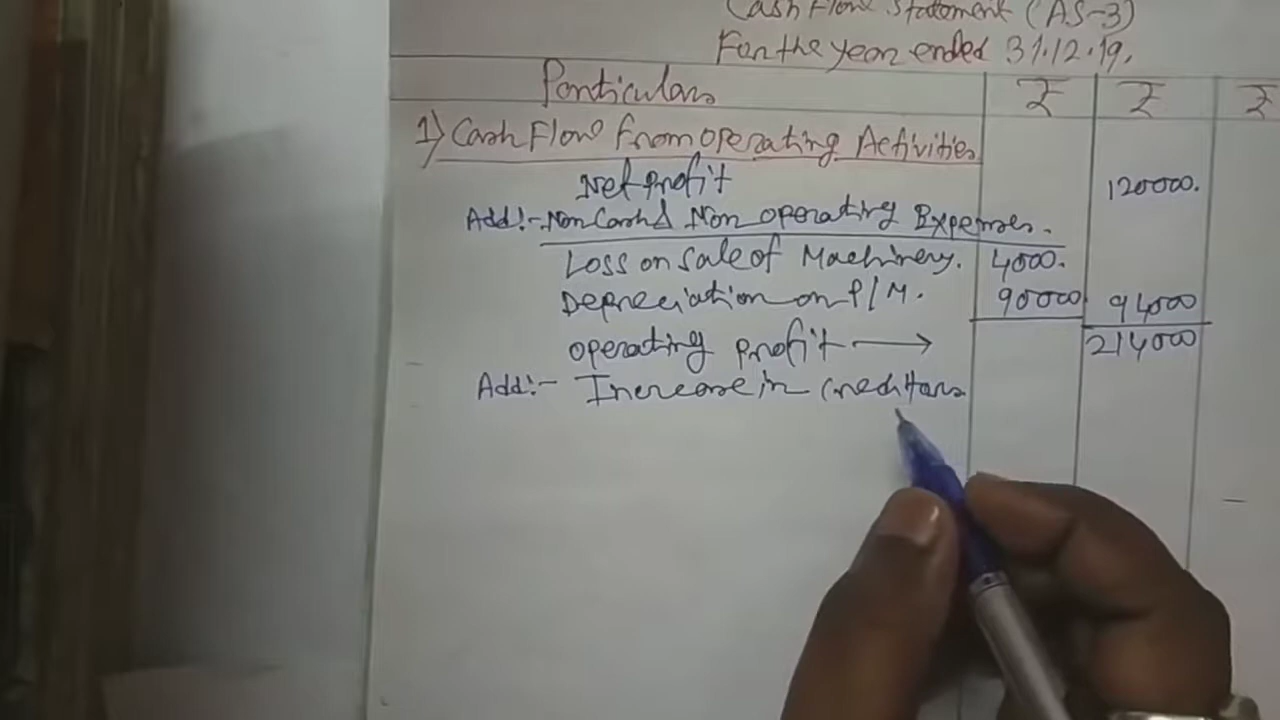 Cash Flow Statement (AS-3)
For the year ended 31.12.19.
Particulars ₹ ₹ ₹
1) Cash Flow from operating Activities
Net profit 120000.
Add:- Non Cash & Non operating Expenses.
Loss on sale of Machinery. 4000.
Depreciation on P/M. 90000 94000
operating profit → 214000
Add:- Increase in Creditors